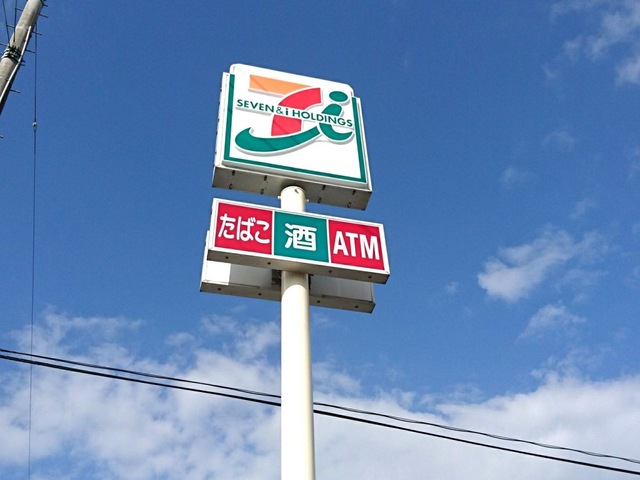 SEVEN & i HOLDINGS
たばこ 酒 ATM